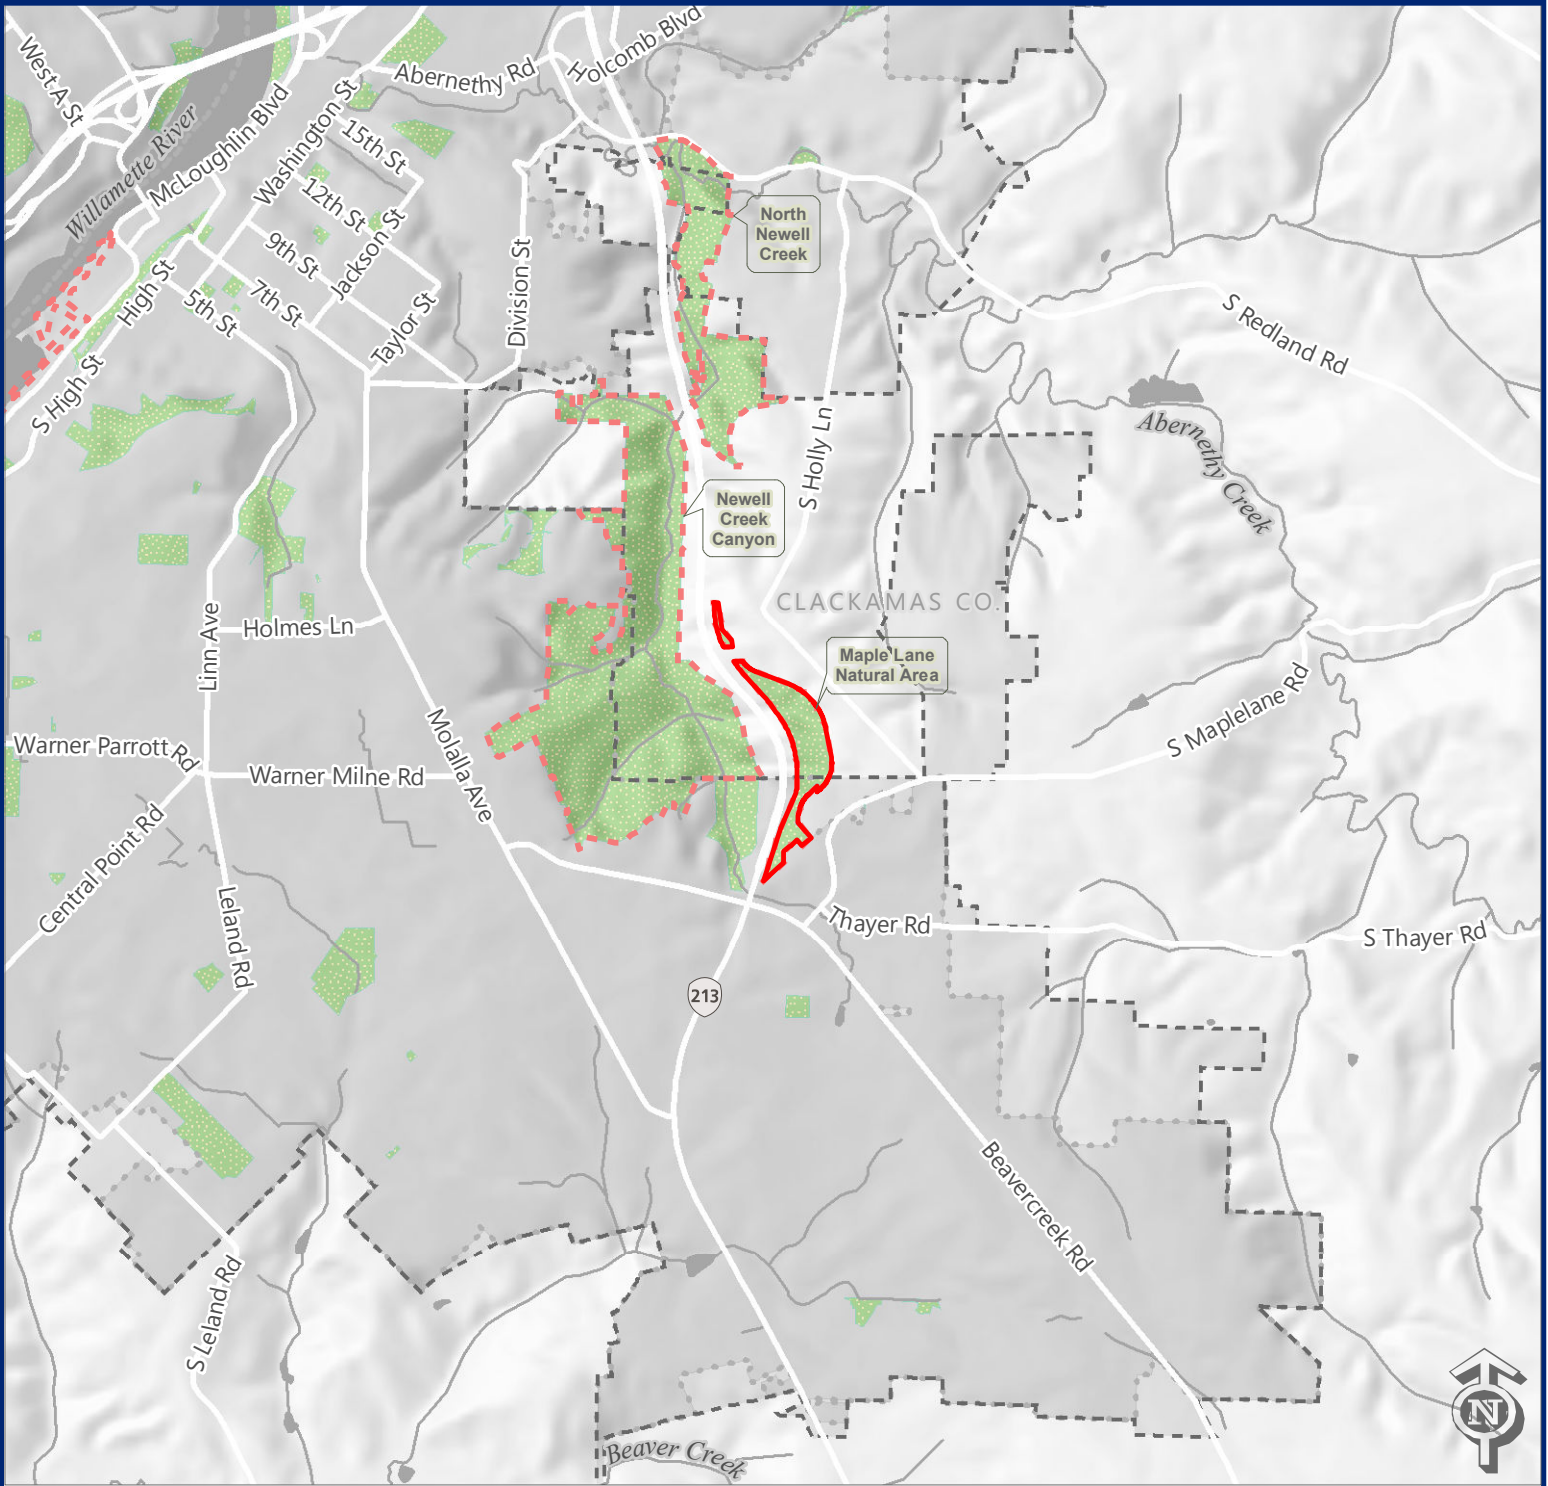 West A St
Willamette River
McLoughlin Blvd
Abernethy Rd
Holcomb Blvd
Washington St
15th St
12th St
Jackson St
9th St
7th St
5th St
High St
S High St
Taylor St
Division St
North
Newell
Creek
S Redland Rd
Abernethy
Creek
S Holly Ln
Newell
Creek
Canyon
CLACKAMAS CO.
Maple Lane
Natural Area
Holmes Ln
Linn Ave
Molalla Ave
S Maplelane Rd
Warner Parrott Rd
Warner Milne Rd
Central Point Rd
Leland Rd
Thayer Rd
S Thayer Rd
213
Beavercreek Rd
S Leland Rd
Beaver Creek
N